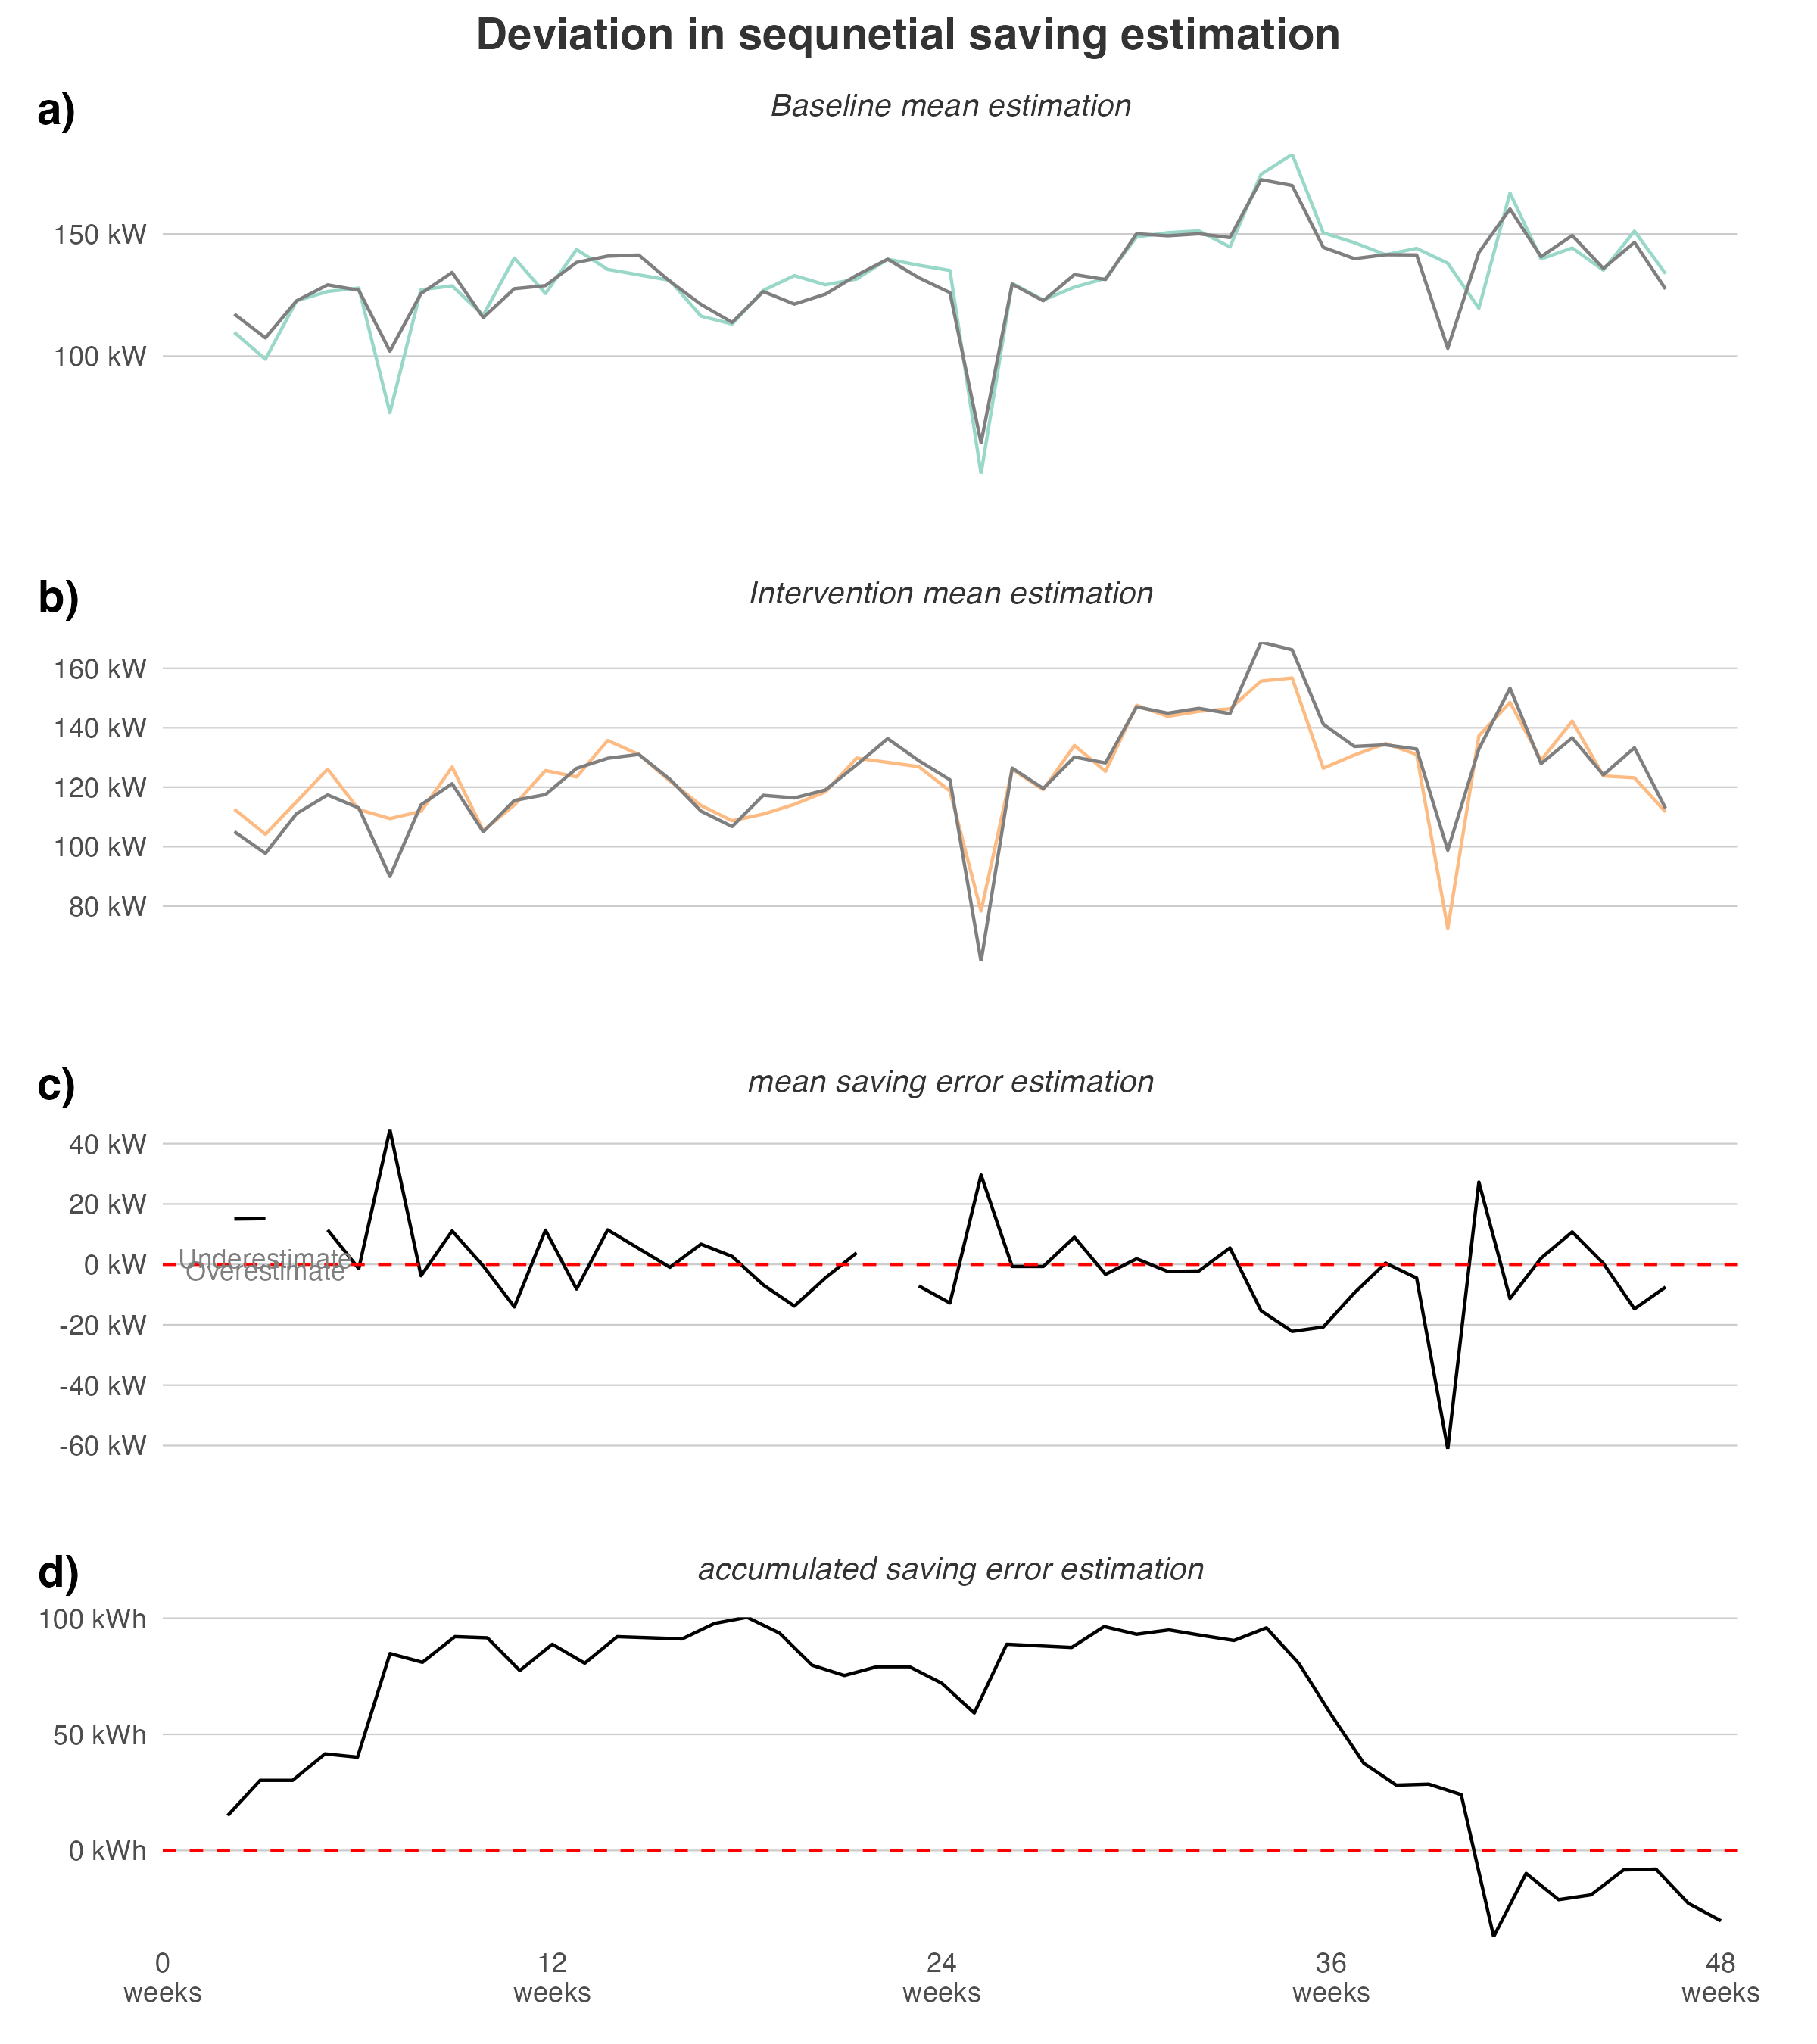 Deviation in sequnetial saving estimation
a)
Baseline mean estimation
150 kW
100 kW
b)
Intervention mean estimation
160 kW
140 kW
120 kW
100 kW
80 kW
c)
mean saving error estimation
40 kW
20 kW
Underestimate
0 kW
Overestimate
-20 kW
-40 kW
-60 kW
d)
accumulated saving error estimation
100 kWh
50 kWh
0 kWh
0 12 24 36 48
weeks weeks weeks weeks weeks